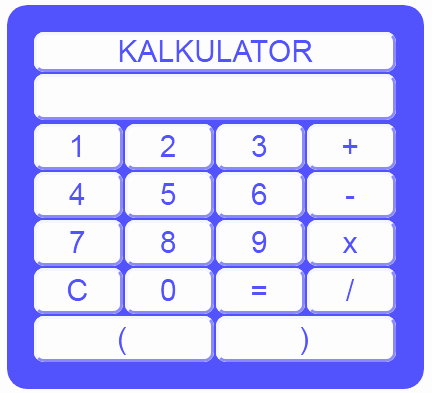 KALKULATOR
1 2 3 +
4 5 6 -
7 8 9 x
C 0 = /
( )